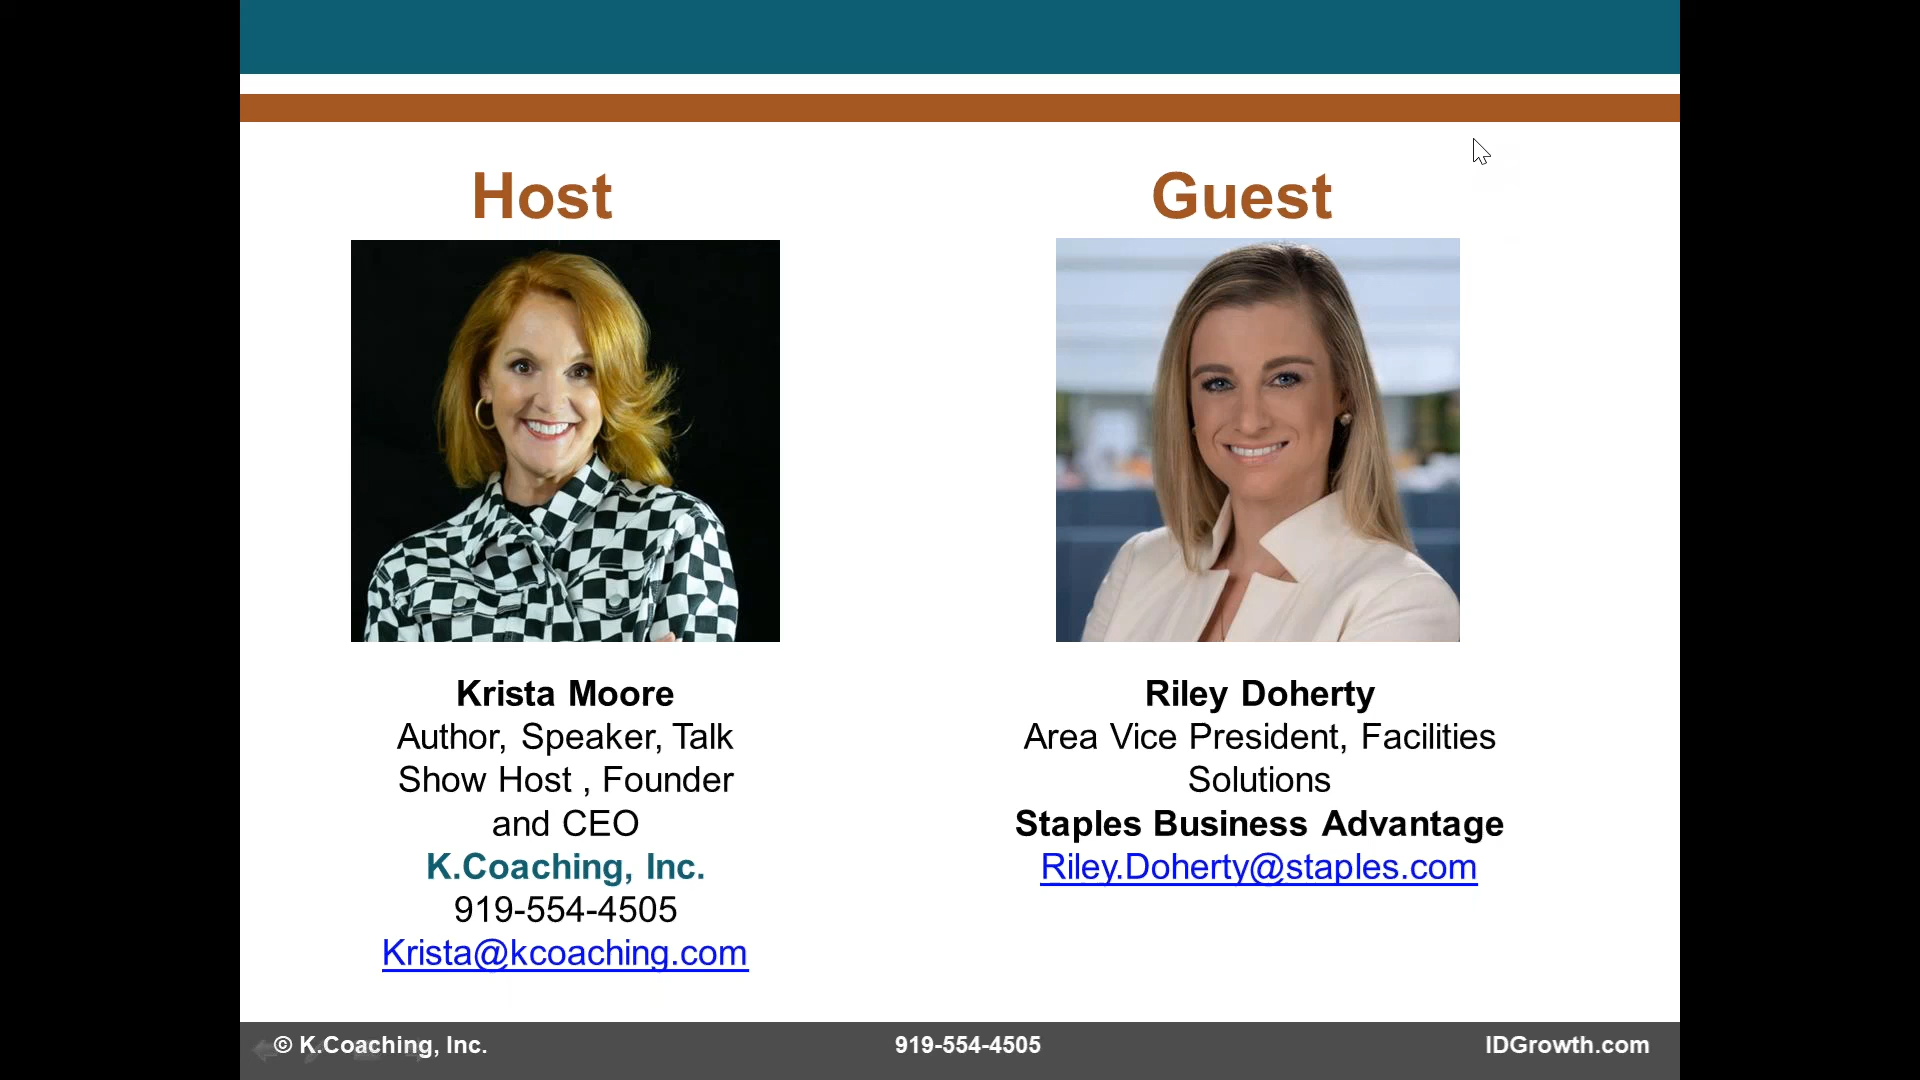 Host
Guest
Krista Moore
Author, Speaker, Talk
Show Host , Founder
and CEO
K.Coaching, Inc.
919-554-4505
Krista@kcoaching.com
Riley Doherty
Area Vice President, Facilities
Solutions
Staples Business Advantage
Riley.Doherty@staples.com
© K.Coaching, Inc.
919-554-4505
IDGrowth.com